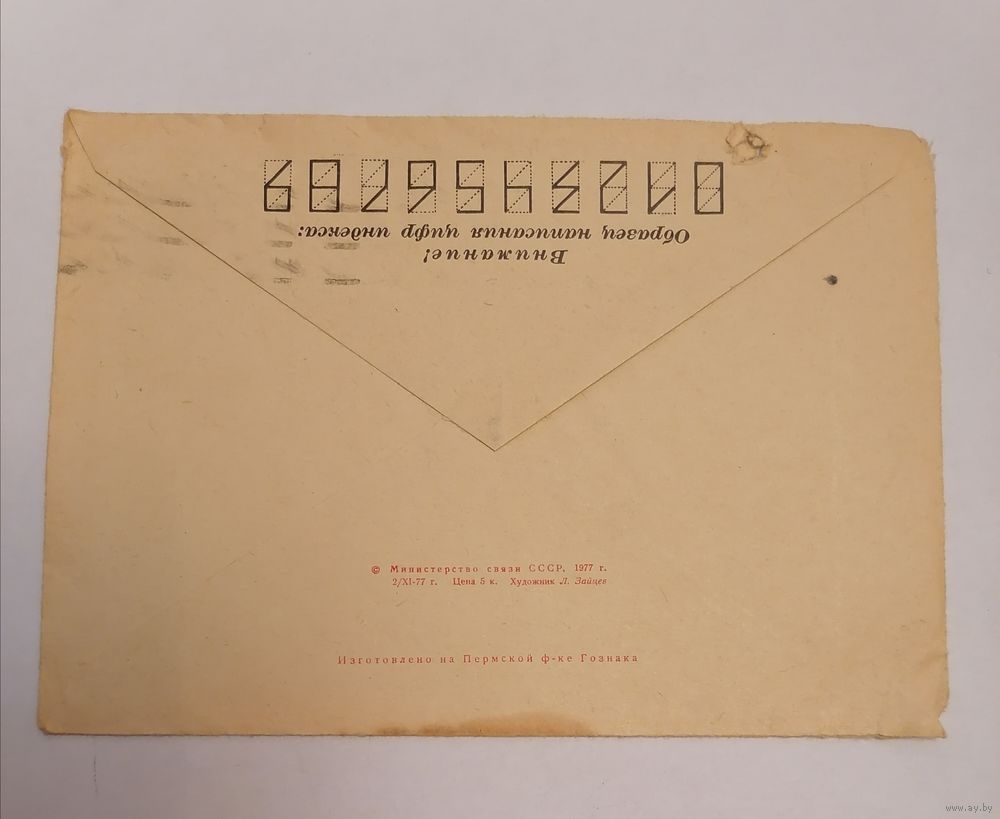 Внимание!
Образец написания цифр индекса:
0123456789
© Министерство связи СССР, 1977 г.
2/XI-77 г. Цена 5 к. Художник Л. Зайцев
Изготовлено на Пермской ф-ке Гознака
www.ay.by